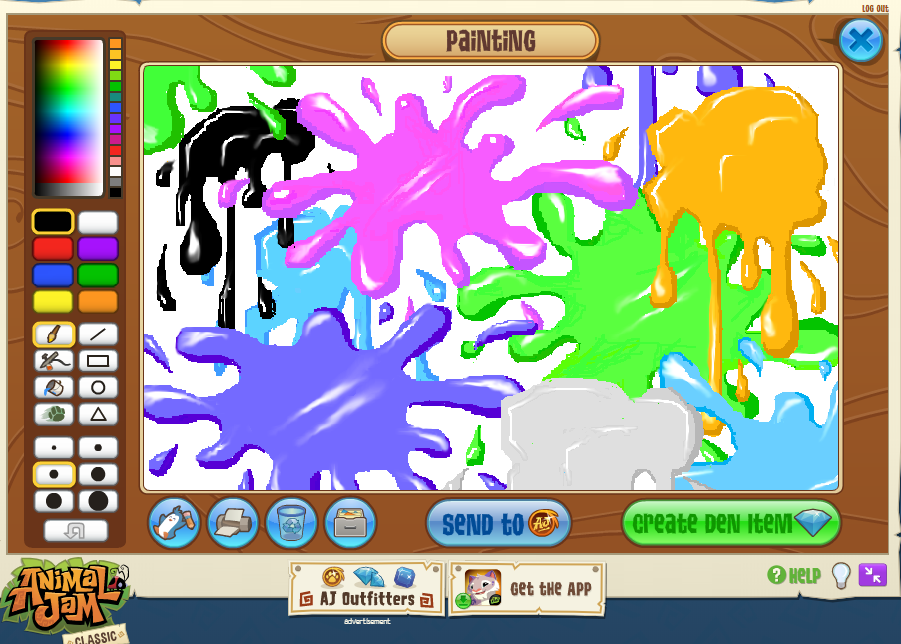 LOG OUT
PAINTING
SEND TO AJ
CREATE DEN ITEM
ANIMAL
JAM
CLASSIC
AJ Outfitters
GET THE APP
? HELP
advertisement